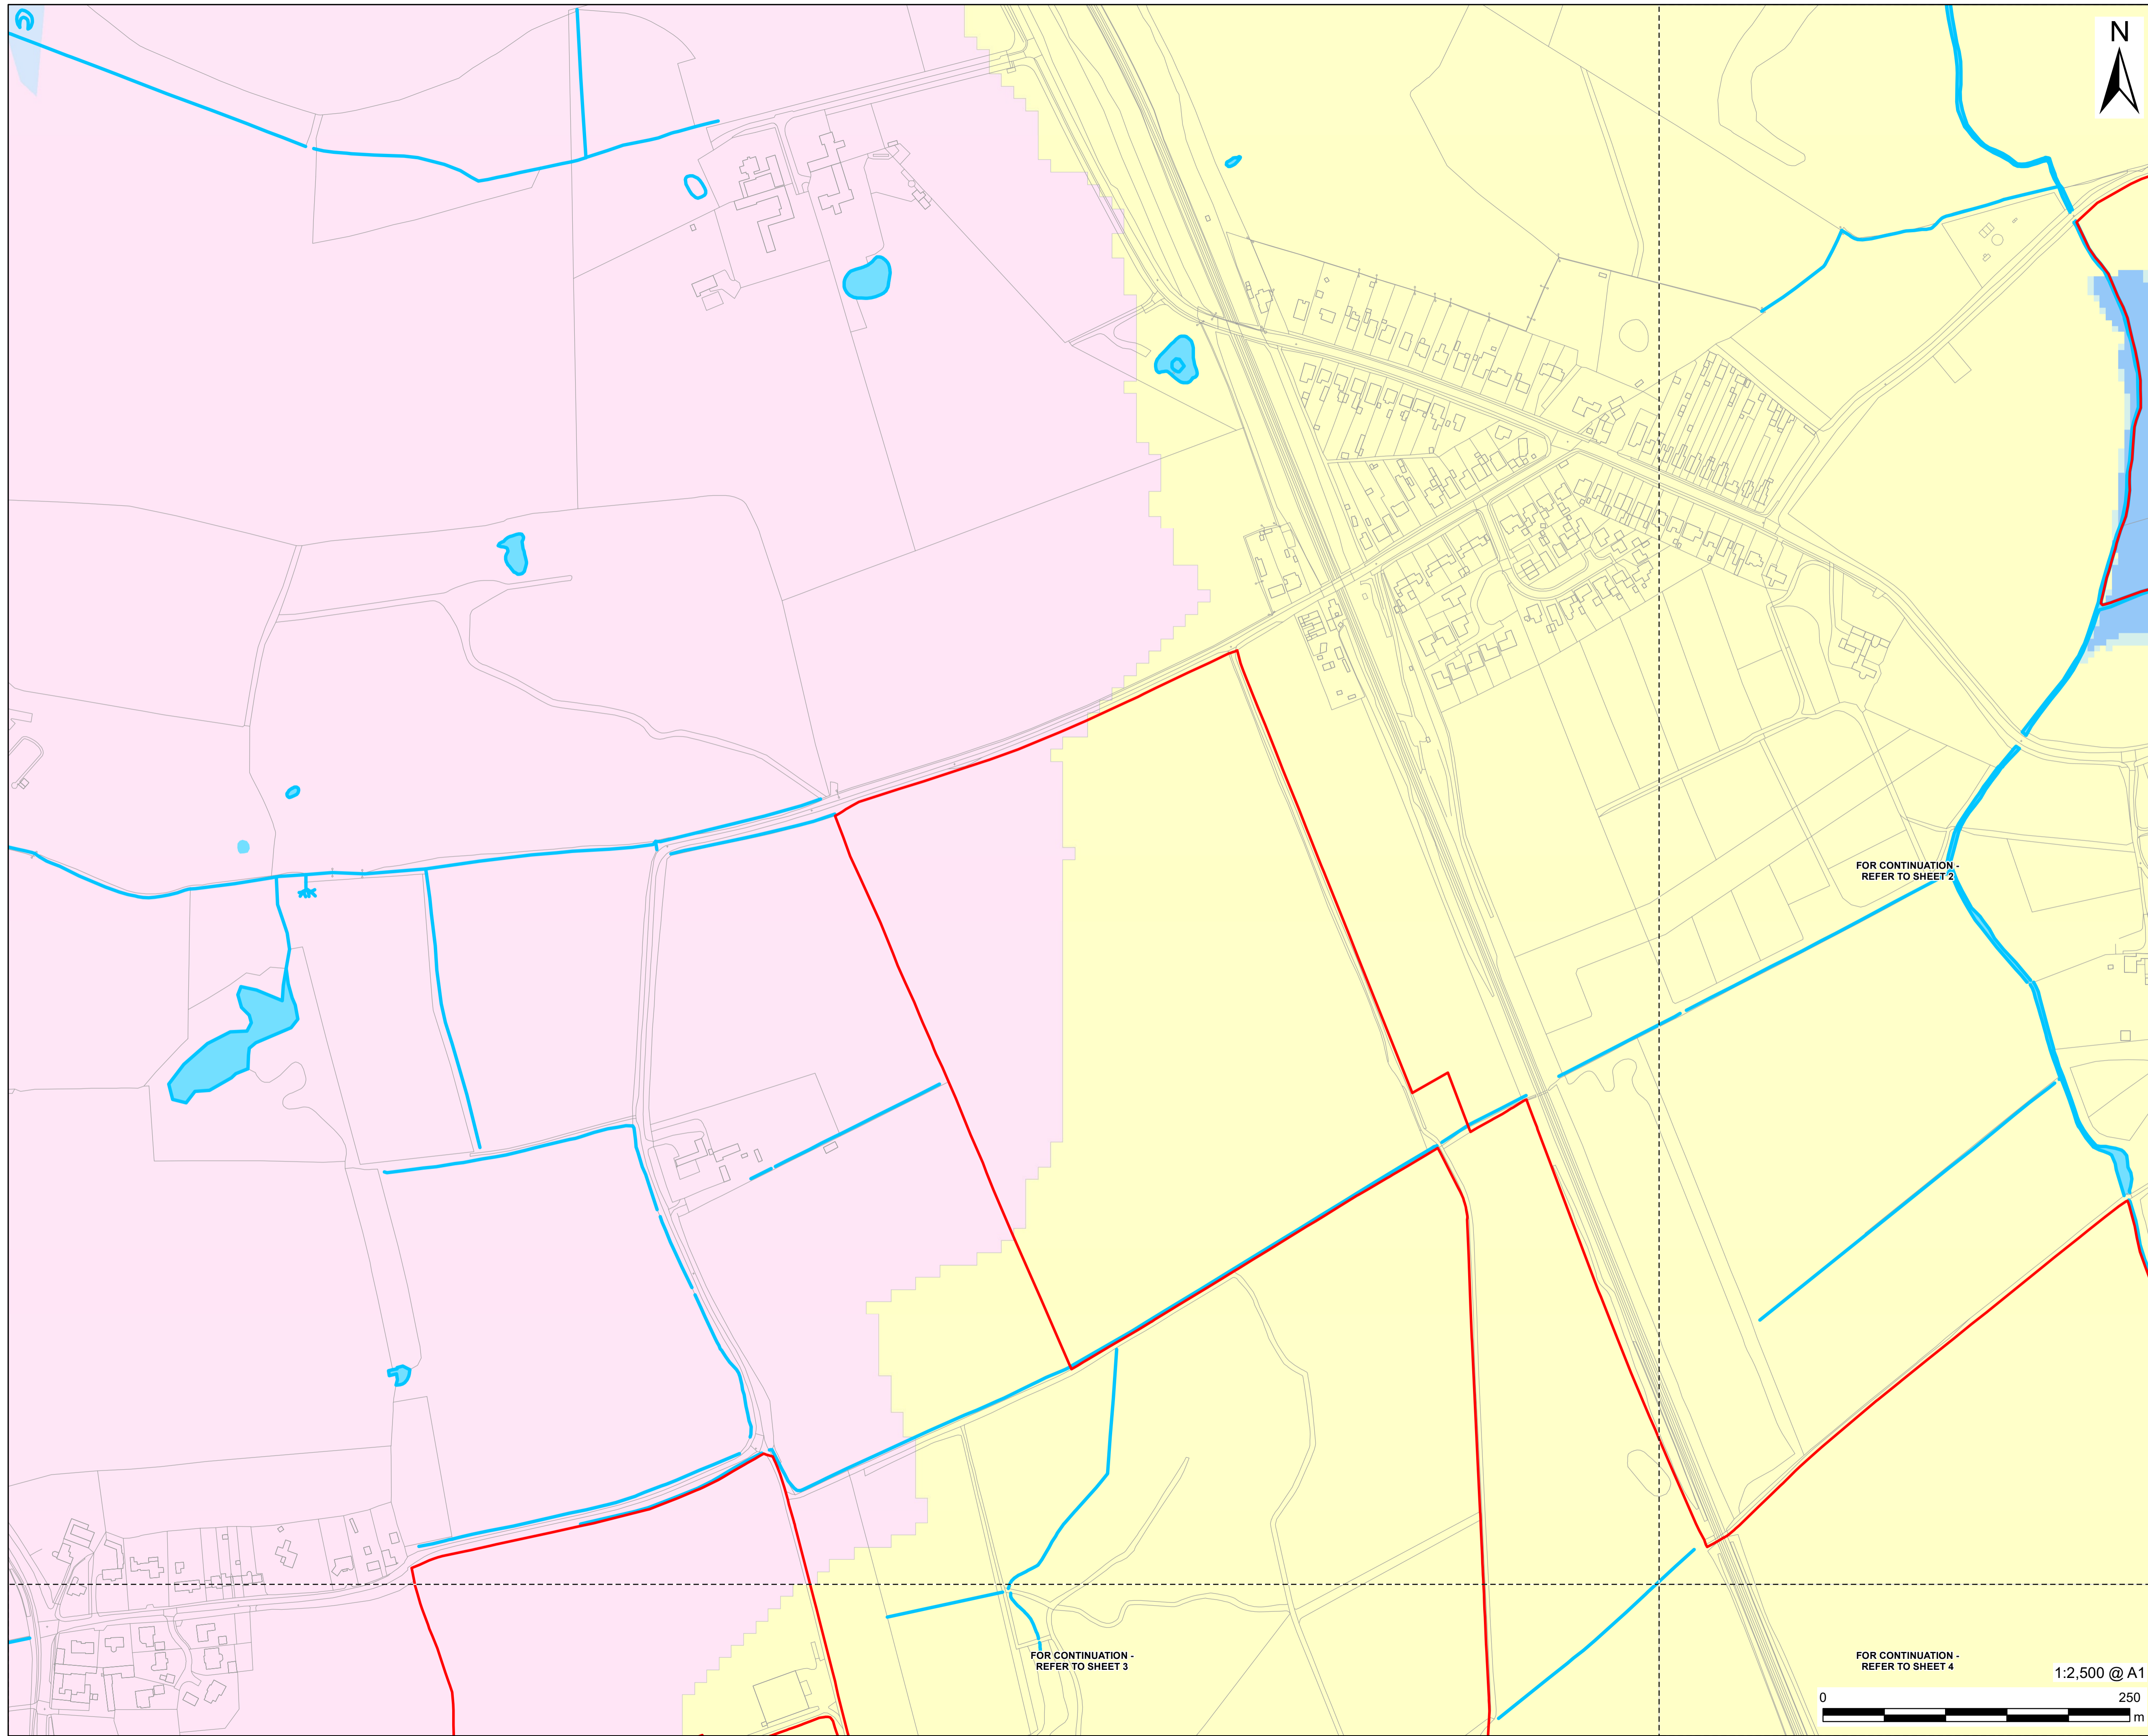 N
FOR CONTINUATION -
REFER TO SHEET 2
FOR CONTINUATION -
REFER TO SHEET 3
FOR CONTINUATION -
REFER TO SHEET 4
1:2,500 @ A1
0 250
m